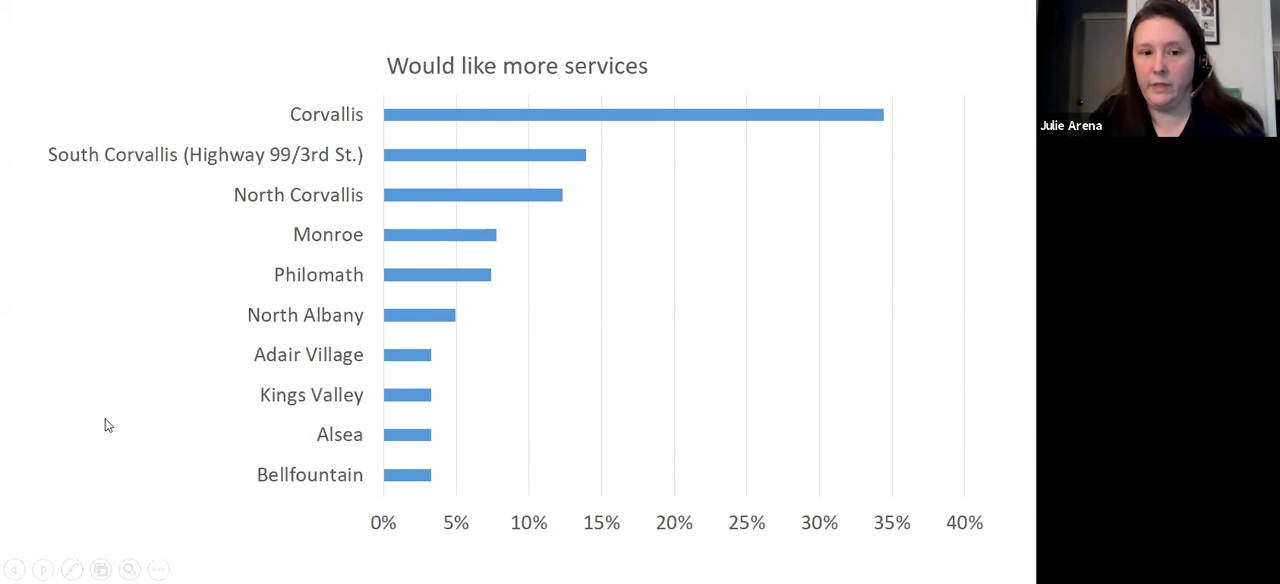 Would like more services
Corvallis
South Corvallis (Highway 99/3rd St.)
North Corvallis
Monroe
Philomath
North Albany
Adair Village
Kings Valley
Alsea
Bellfountain
0% 5% 10% 15% 20% 25% 30% 35% 40%
Julie Arena